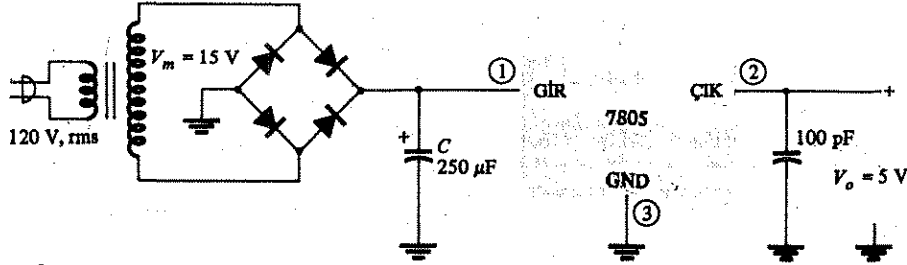 V_m = 15 V
120 V, rms
+
C
250 μF
①
GİR
7805
GND
③
ÇIK
②
+
100 pF
V_o = 5 V